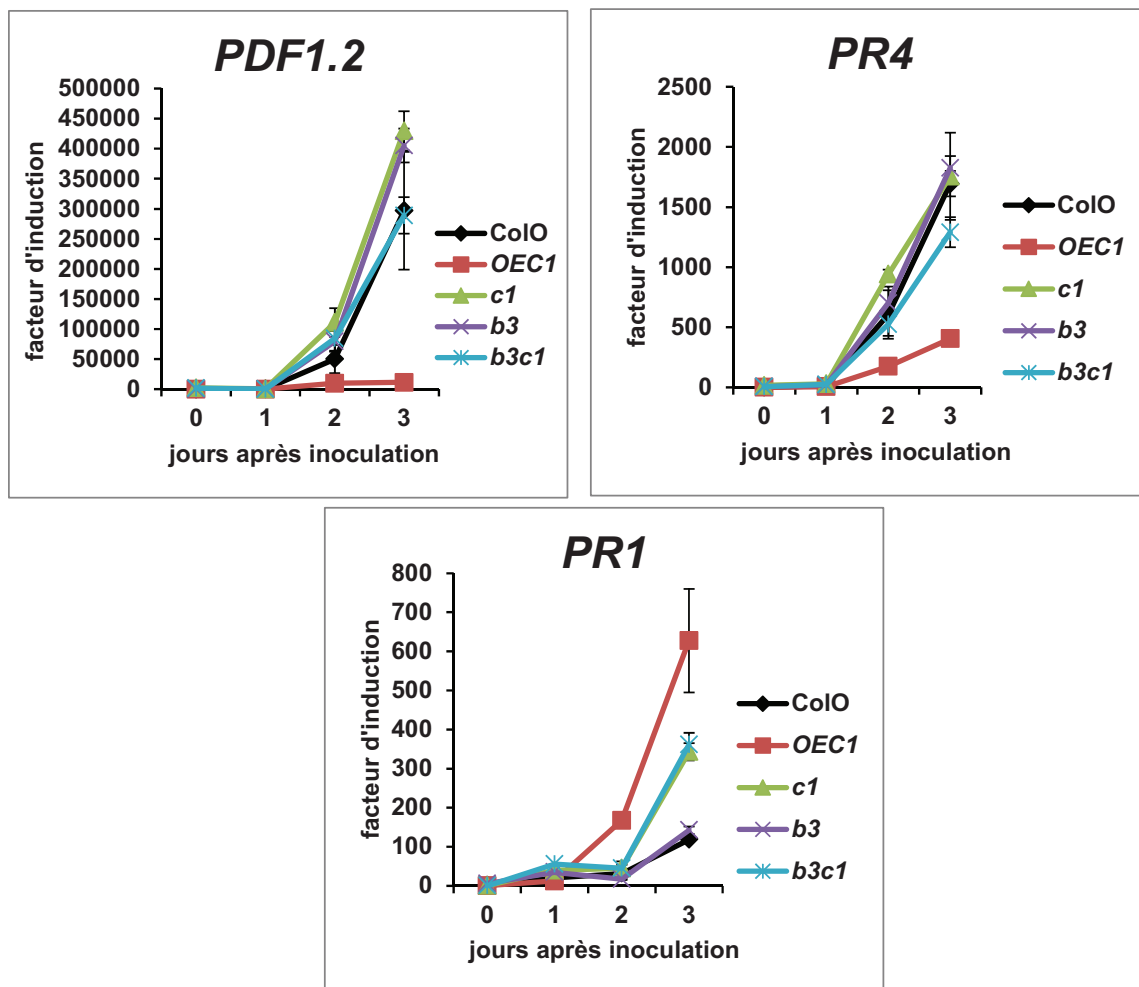 PDF1.2
facteur d'induction
500000
450000
400000
350000
300000
250000
200000
150000
100000
50000
0
0 1 2 3
jours après inoculation
ColO
OEC1
c1
b3
b3c1
PR4
facteur d'induction
2500
2000
1500
1000
500
0
0 1 2 3
jours après inoculation
ColO
OEC1
c1
b3
b3c1
PR1
facteur d'induction
800
700
600
500
400
300
200
100
0
0 1 2 3
jours après inoculation
ColO
OEC1
c1
b3
b3c1